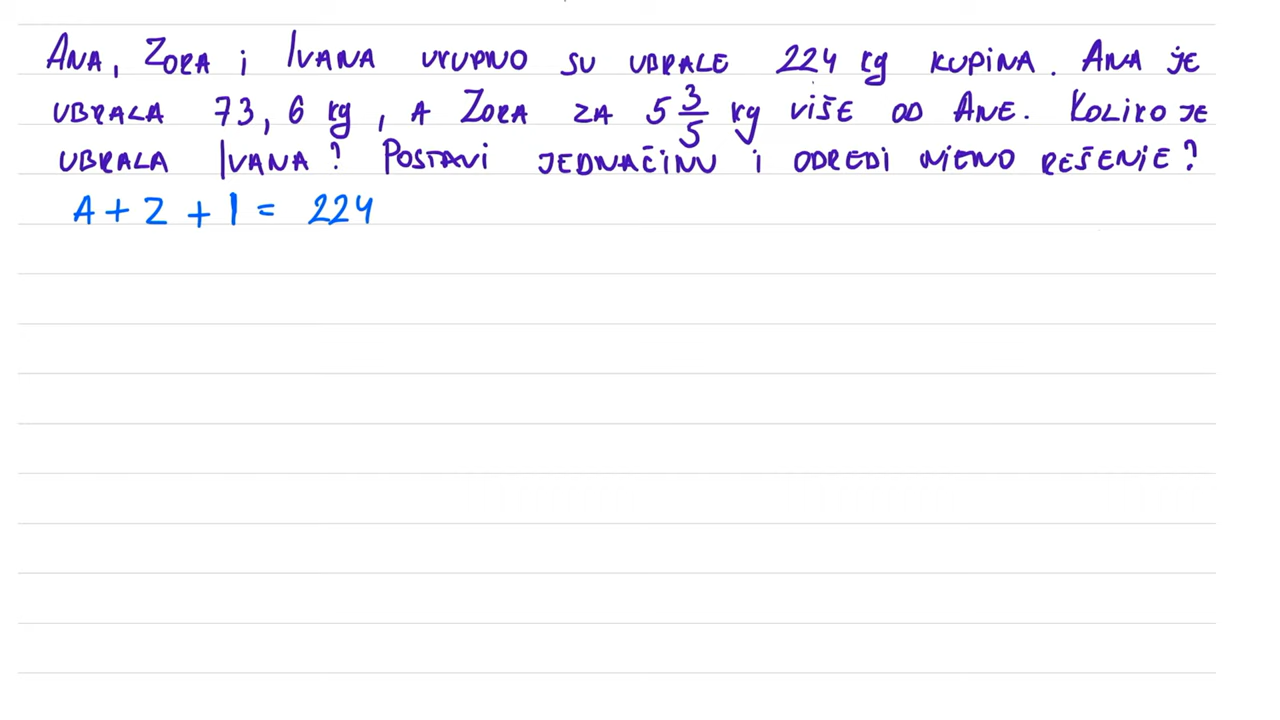 ANA, ZORA i IVANA UKUPNO SU UBRALE 224 kg KUPINA. ANA JE
UBRALA 73,6 kg, A ZORA ZA 5 3/5 kg VIŠE OD ANE. KOLIKO JE
UBRALA IVANA? POSTAVI JEDNAČINU I ODREDI NJENO REŠENJE?
A + Z + I = 224